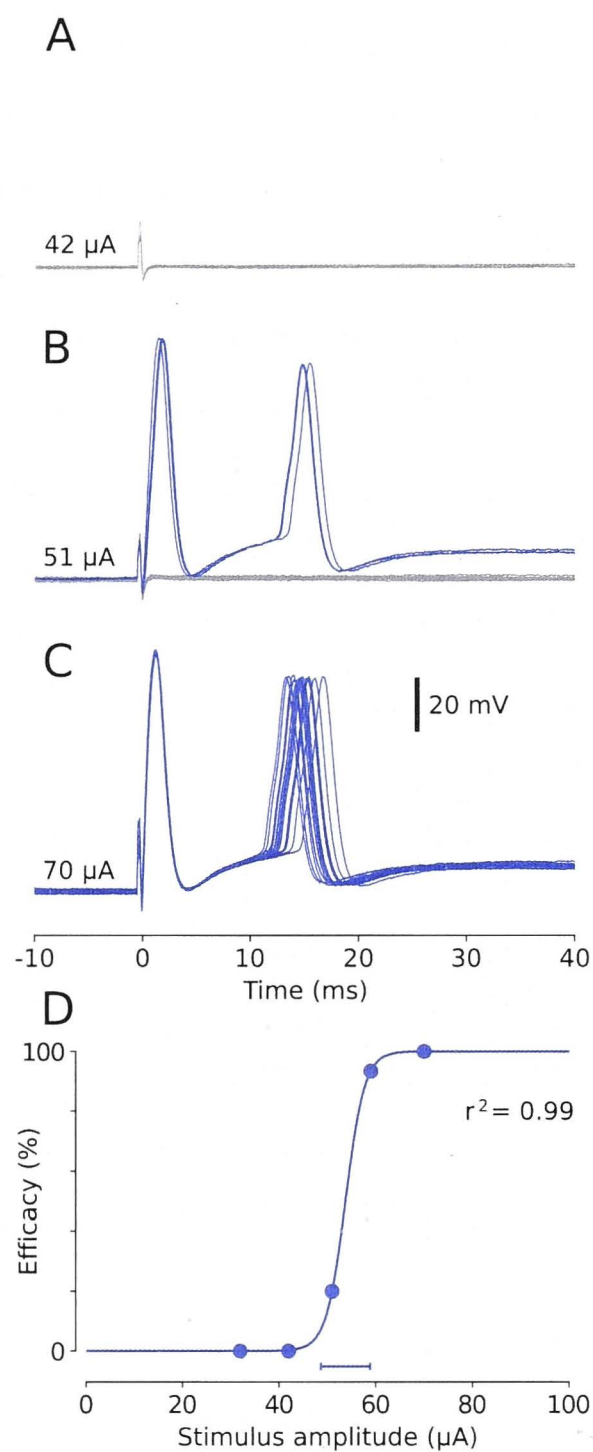 A
42 µA
B
51 µA
C
20 mV
70 µA
-10 0 10 20 30 40
Time (ms)
D
100
r² = 0.99
Efficacy (%)
0
0 20 40 60 80 100
Stimulus amplitude (µA)